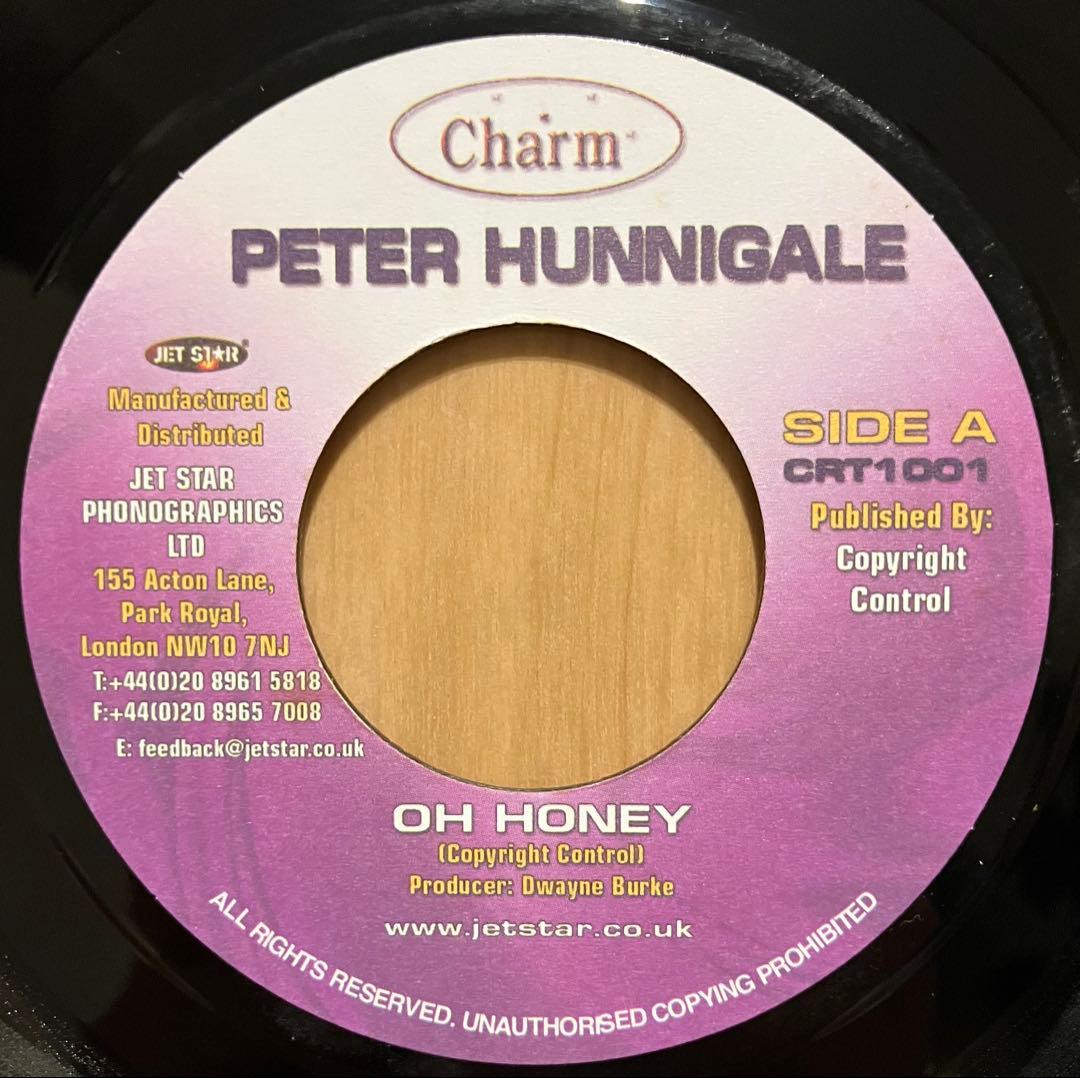 Charm
PETER HUNNIGALE
JET ST★R
Manufactured &
Distributed
JET STAR
PHONOGRAPHICS
LTD
155 Acton Lane,
Park Royal,
London NW10 7NJ
T:+44(0)20 8961 5818
F:+44(0)20 8965 7008
E: feedback@jetstar.co.uk
SIDE A
CRT1001
Published By:
Copyright
Control
OH HONEY
(Copyright Control)
Producer: Dwayne Burke
www.jetstar.co.uk
ALL RIGHTS RESERVED. UNAUTHORISED COPYING PROHIBITED